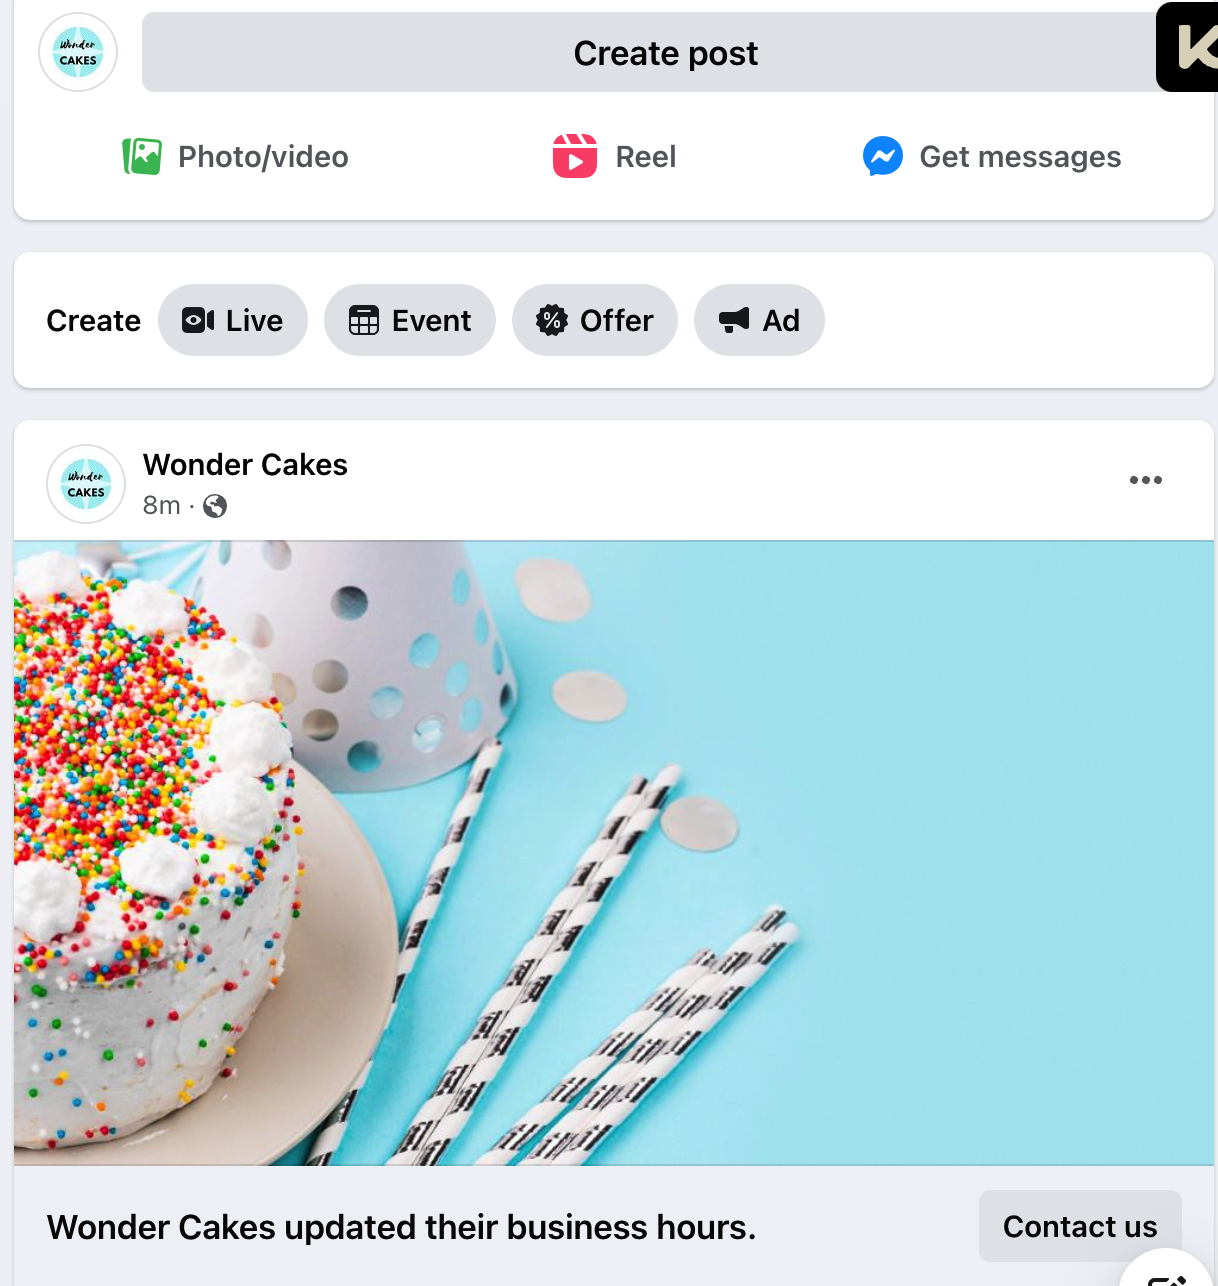 Wonder
CAKES
Create post
K
Photo/video
Reel
Get messages
Create
Live
Event
Offer
Ad
Wonder
CAKES
Wonder Cakes
8m ·
Wonder Cakes updated their business hours.
Contact us